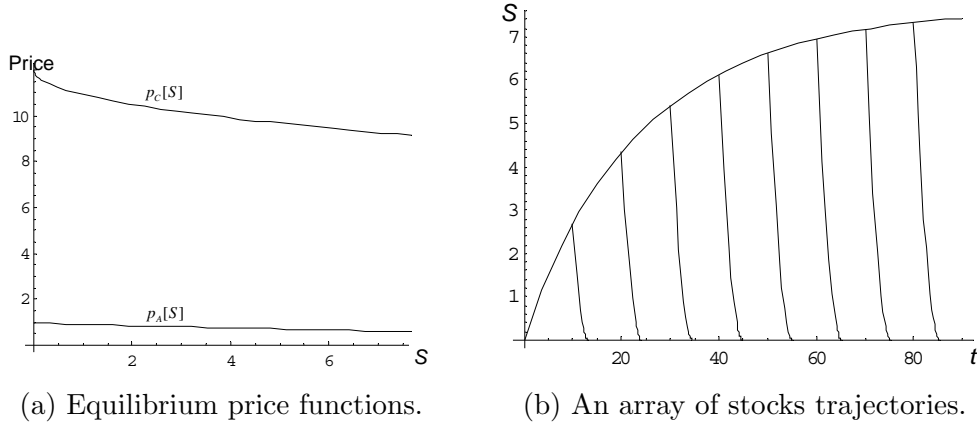 Price
p_C[S]
10
8
6
4
2
p_A[S]
2 4 6 S
(a) Equilibrium price functions.
S
7
6
5
4
3
2
1
20 40 60 80 t
(b) An array of stocks trajectories.